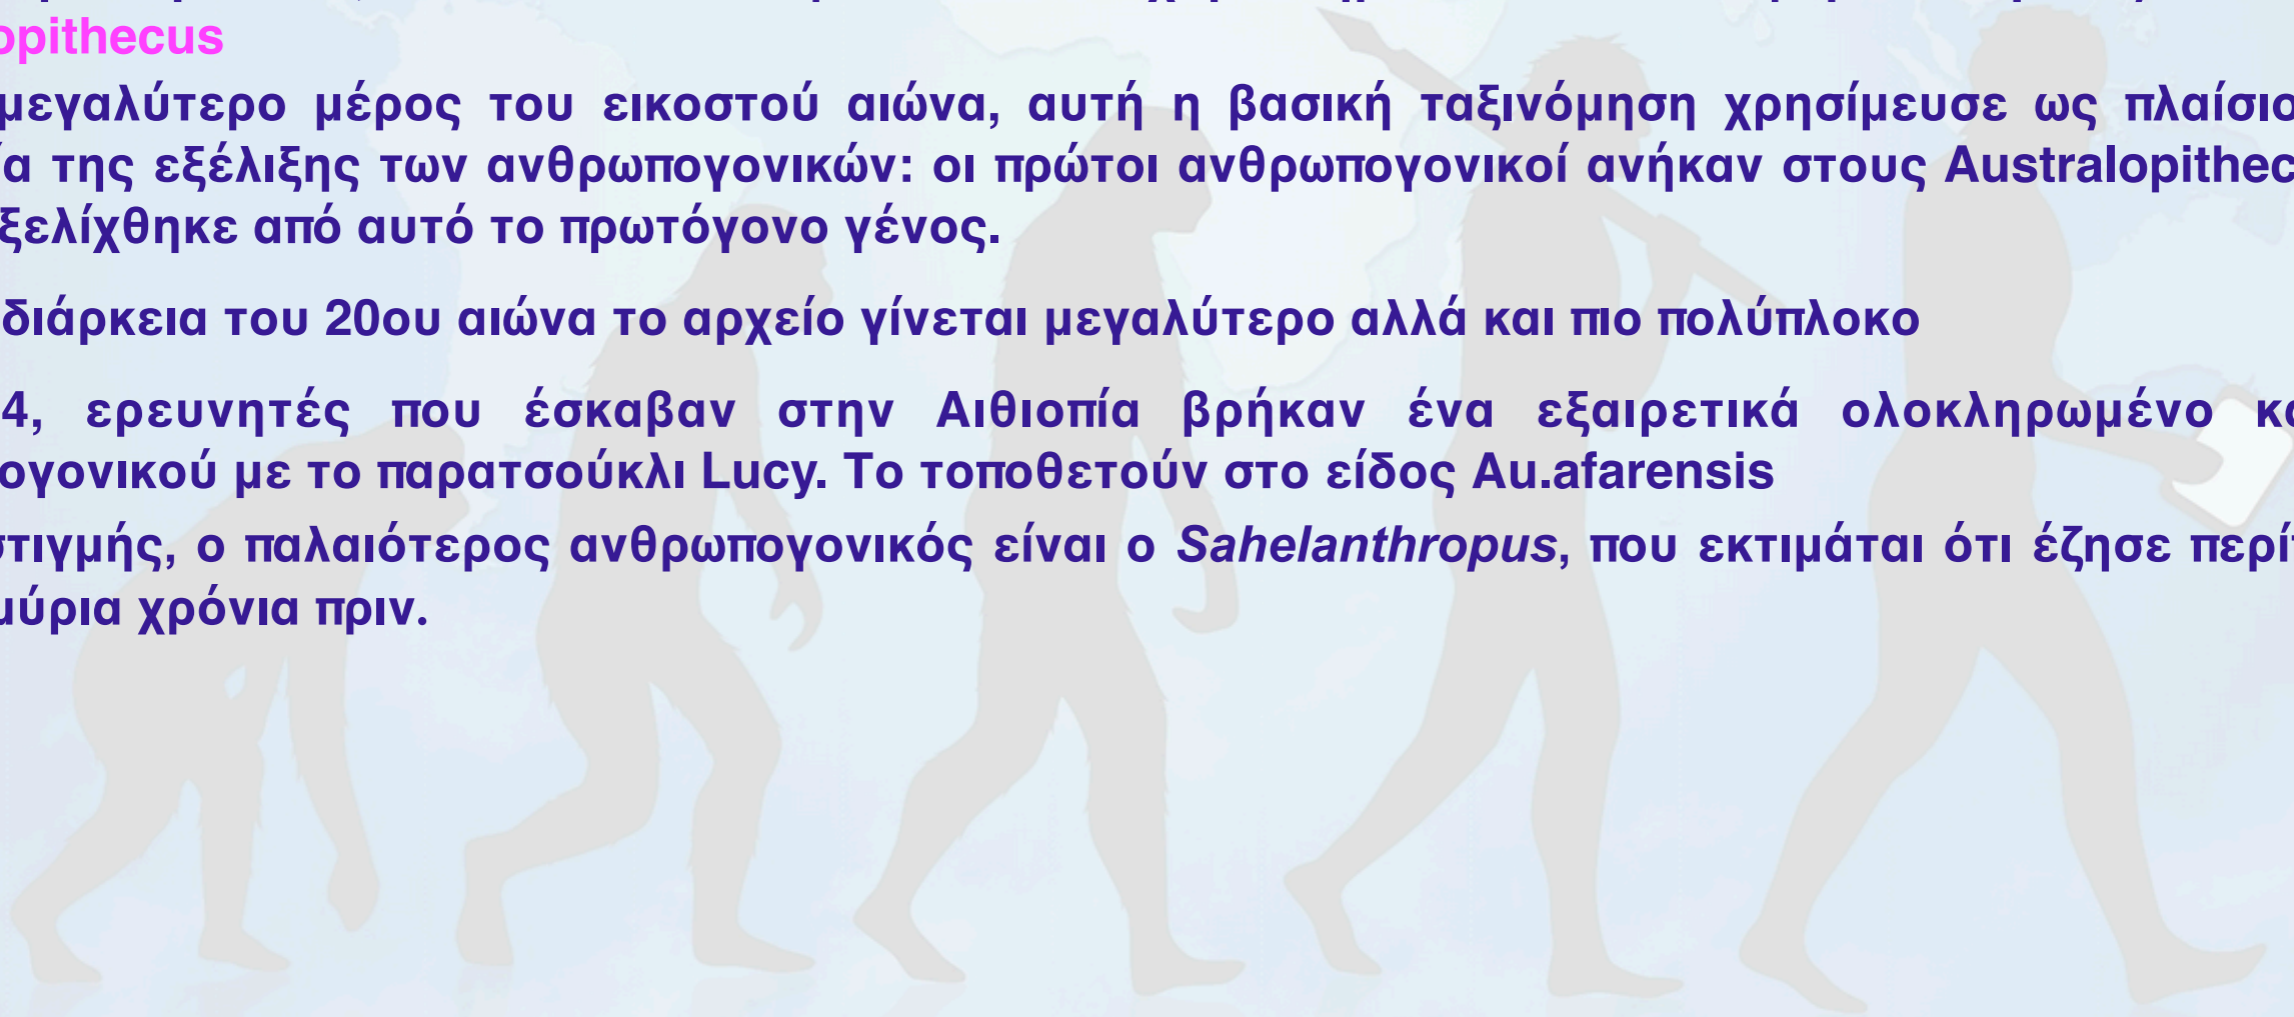 opithecus
μεγαλύτερο μέρος του εικοστού αιώνα, αυτή η βασική ταξινόμηση χρησίμευσε ως πλαίσιο
της εξέλιξης των ανθρωπογονικών: οι πρώτοι ανθρωπογονικοί ανήκαν στους Australopithec
ξελίχθηκε από αυτό το πρωτόγονο γένος.
διάρκεια του 20ου αιώνα το αρχείο γίνεται μεγαλύτερο αλλά και πιο πολύπλοκο
4, ερευνητές που έσκαβαν στην Αιθιοπία βρήκαν ένα εξαιρετικά ολοκληρωμένο
ογονικού με το παρατσούκλι Lucy. Το τοποθετούν στο είδος Au.afarensis
στιγμής, ο παλαιότερος ανθρωπογονικός είναι ο Sahelanthropus, που εκτιμάται ότι έζησε περί
μύρια χρόνια πριν.